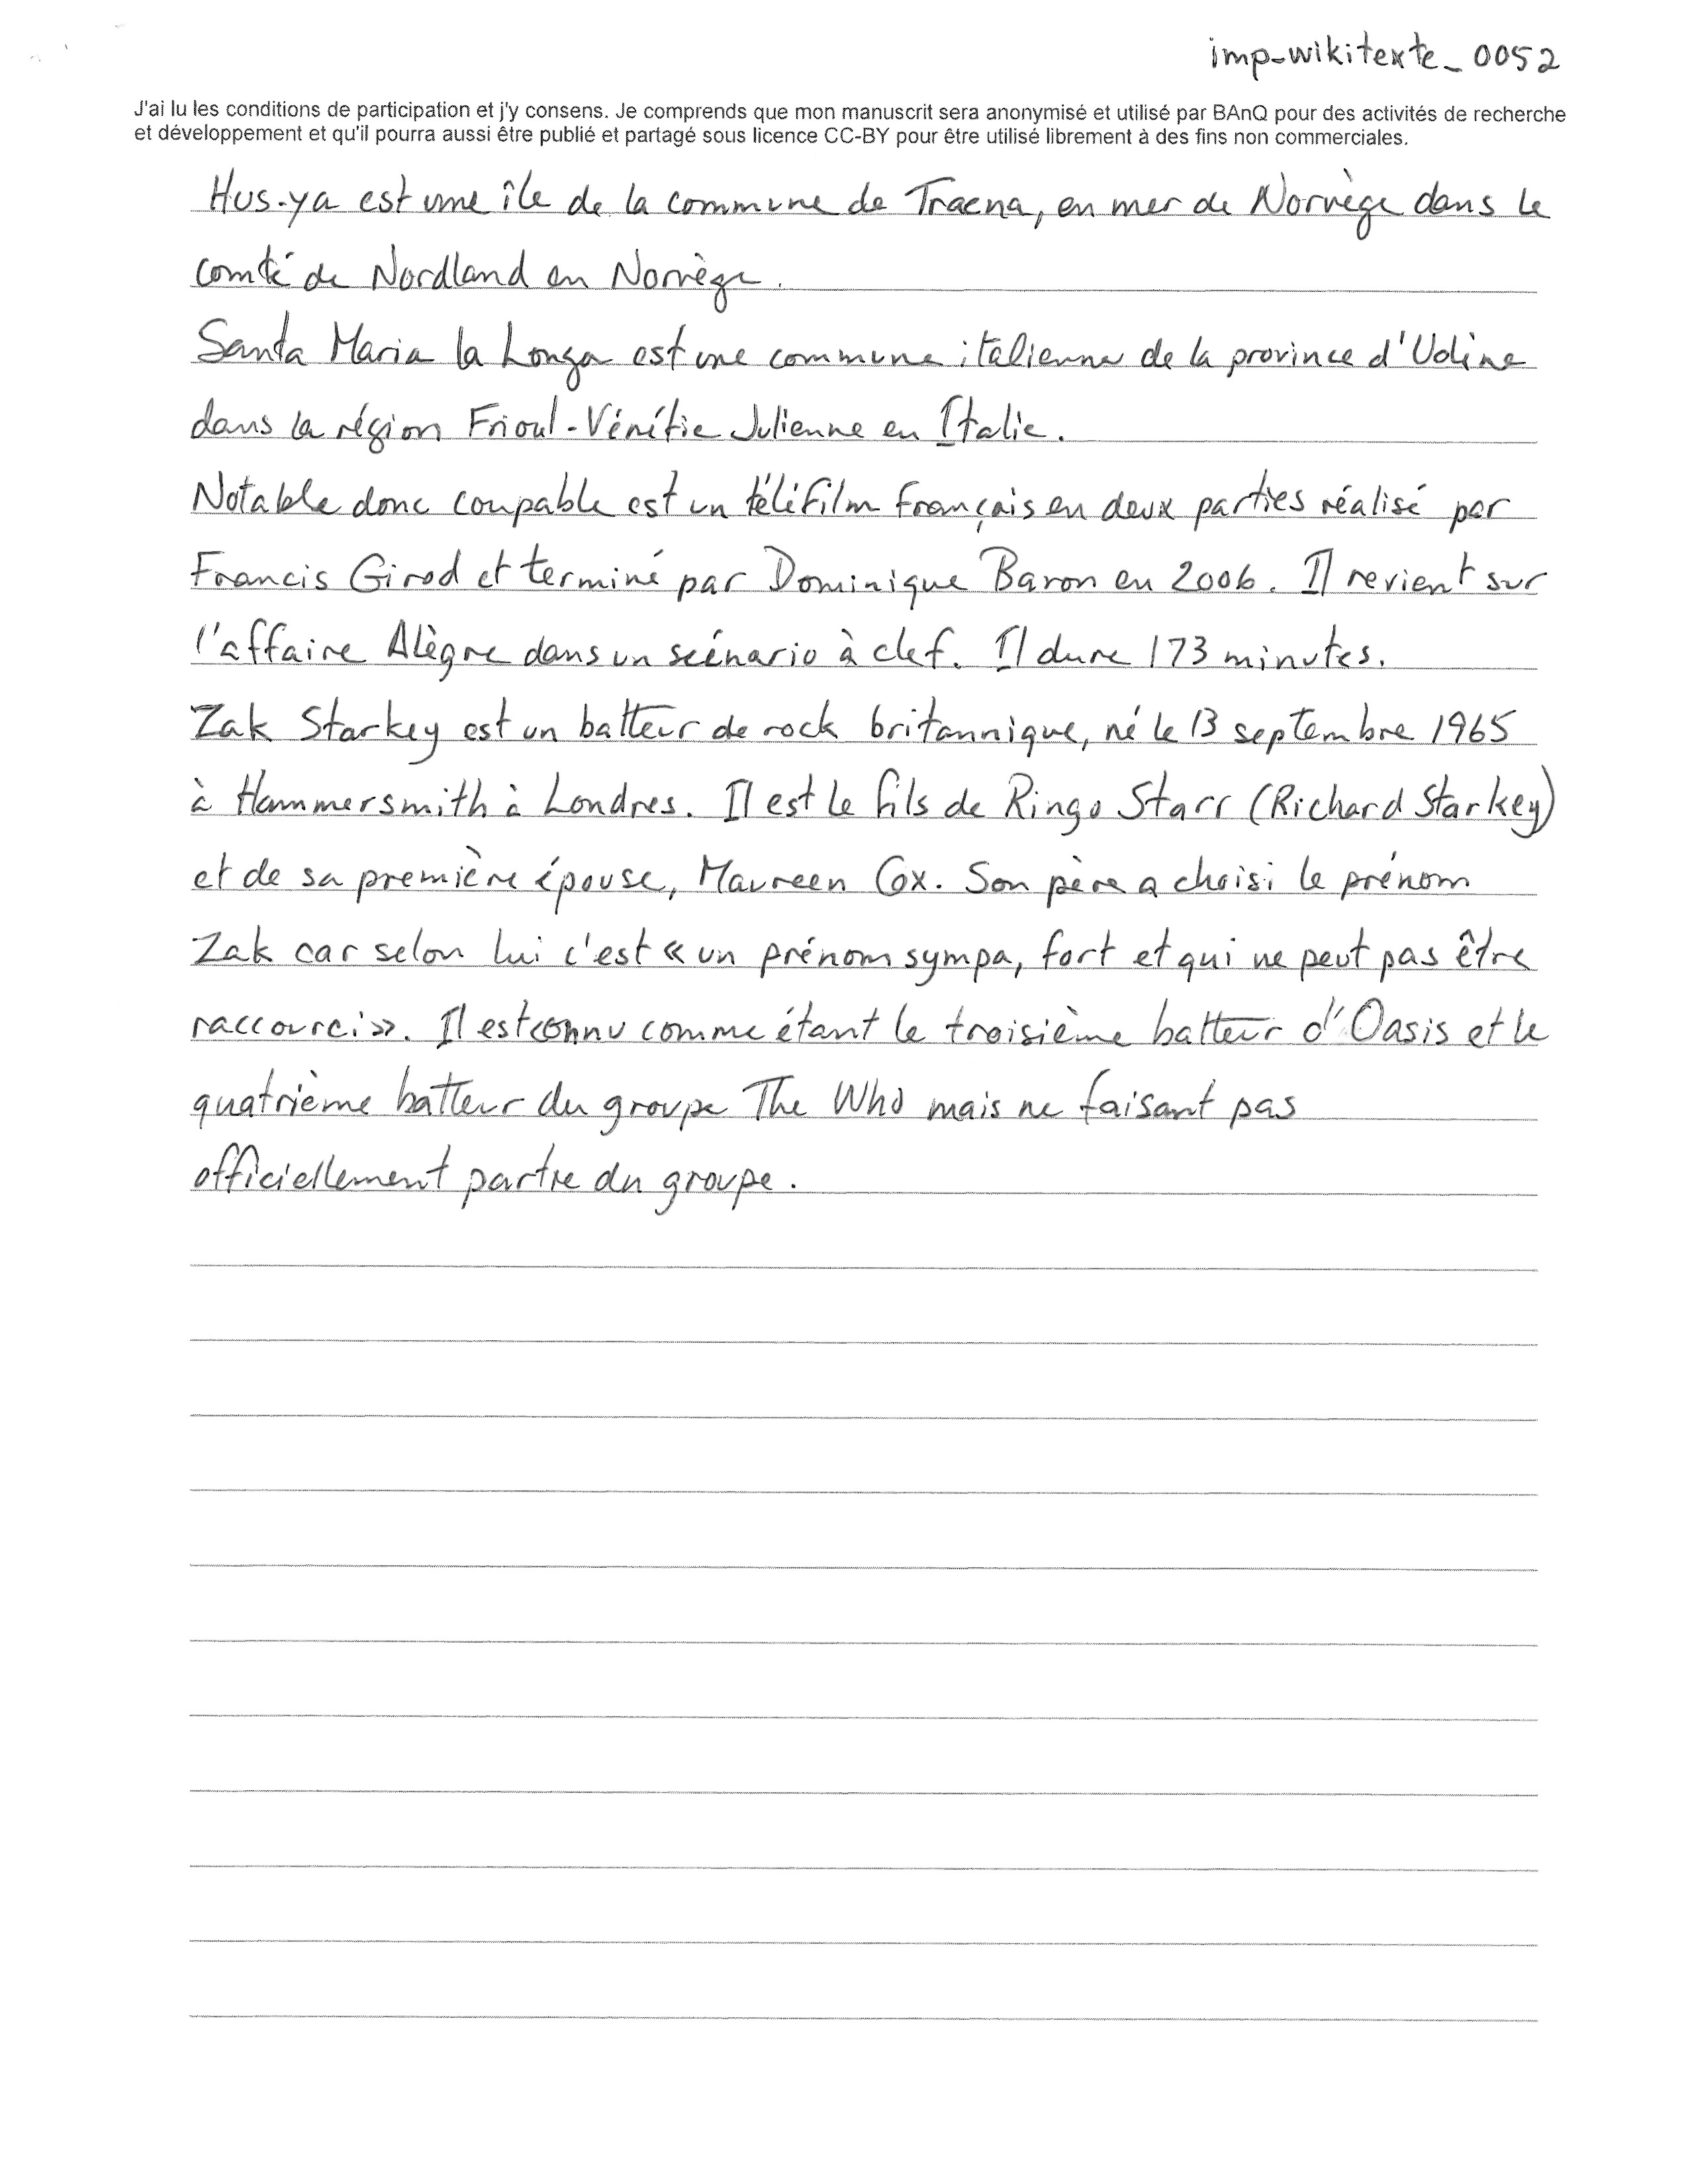 imp-wikitexte_0052
J'ai lu les conditions de participation et j'y consens. Je comprends que mon manuscrit sera anonymisé et utilisé par BAnQ pour des activités de recherche
et développement et qu'il pourra aussi être publié et partagé sous licence CC-BY pour être utilisé librement à des fins non commerciales.
Hus-ya est une île de la commune de Traena, en mer de Norvège dans le
comté de Nordland en Norvège.
Santa Maria la Longa est une commune italienne de la province d'Udine
dans la région Frioul-Vénétie Julienne en Italie.
Notable donc coupable est un téléfilm français en deux parties réalisé par
Francis Girod et terminé par Dominique Baron en 2006. Il revient sur
l'affaire Alègre dans un scénario à clef. Il dure 173 minutes.
Zak Starkey est un batteur de rock britannique, né le 13 septembre 1965
à Hammersmith à Londres. Il est le fils de Ringo Starr (Richard Starkey)
et de sa première épouse, Maureen Cox. Son père a choisi le prénom
Zak car selon lui c'est « un prénom sympa, fort et qui ne peut pas être
raccourci ». Il est connu comme étant le troisième batteur d'Oasis et le
quatrième batteur du groupe The Who mais ne faisant pas
officiellement partie du groupe.